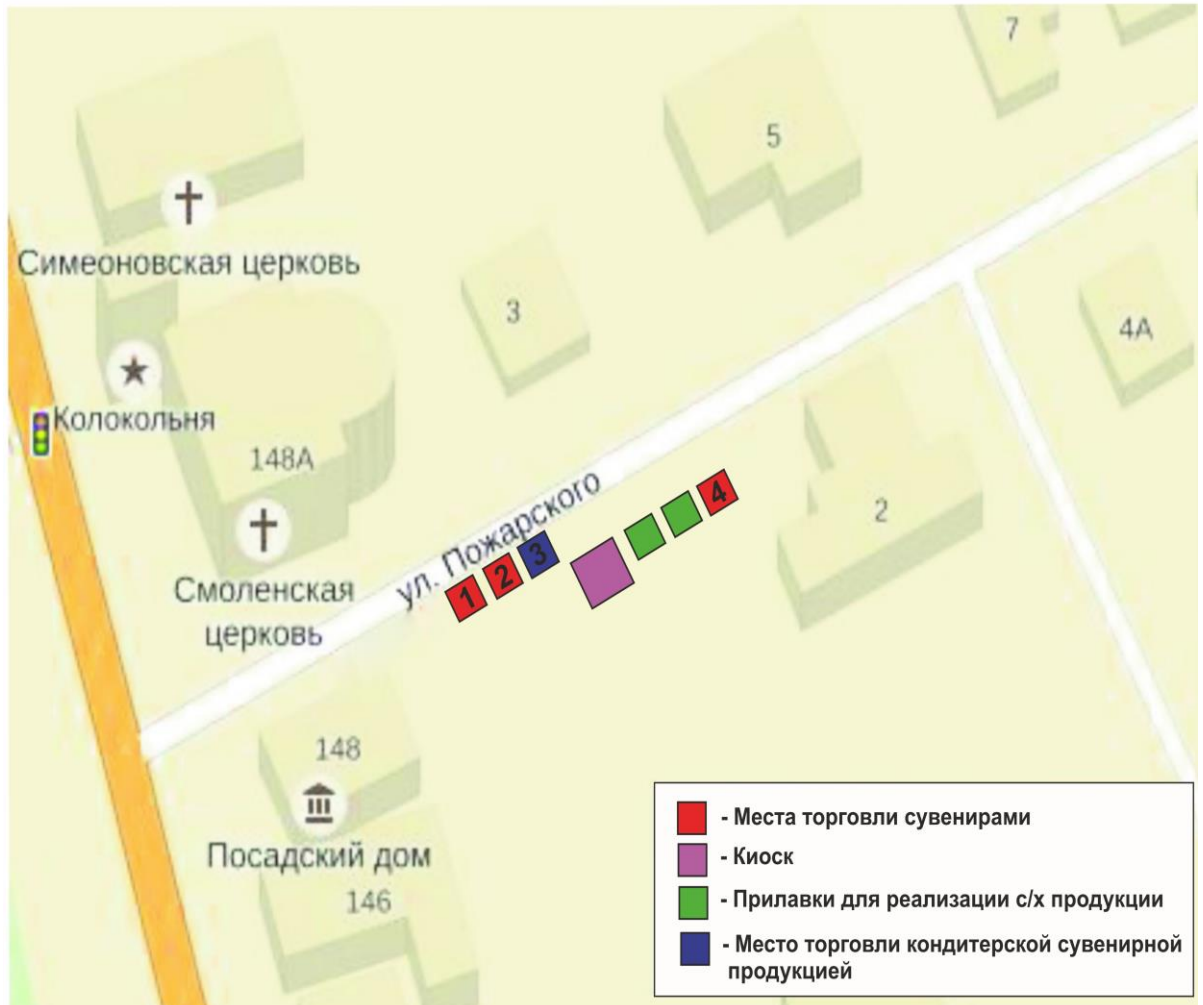 7
5
Симеоновская церковь
3
4А
Колокольня
148А
2
ул. Пожарского
4
3
2
1
Смоленская
церковь
148
Посадский дом
146
- Места торговли сувенирами
- Киоск
- Прилавки для реализации с/х продукции
- Место торговли кондитерской сувенирной
продукцией